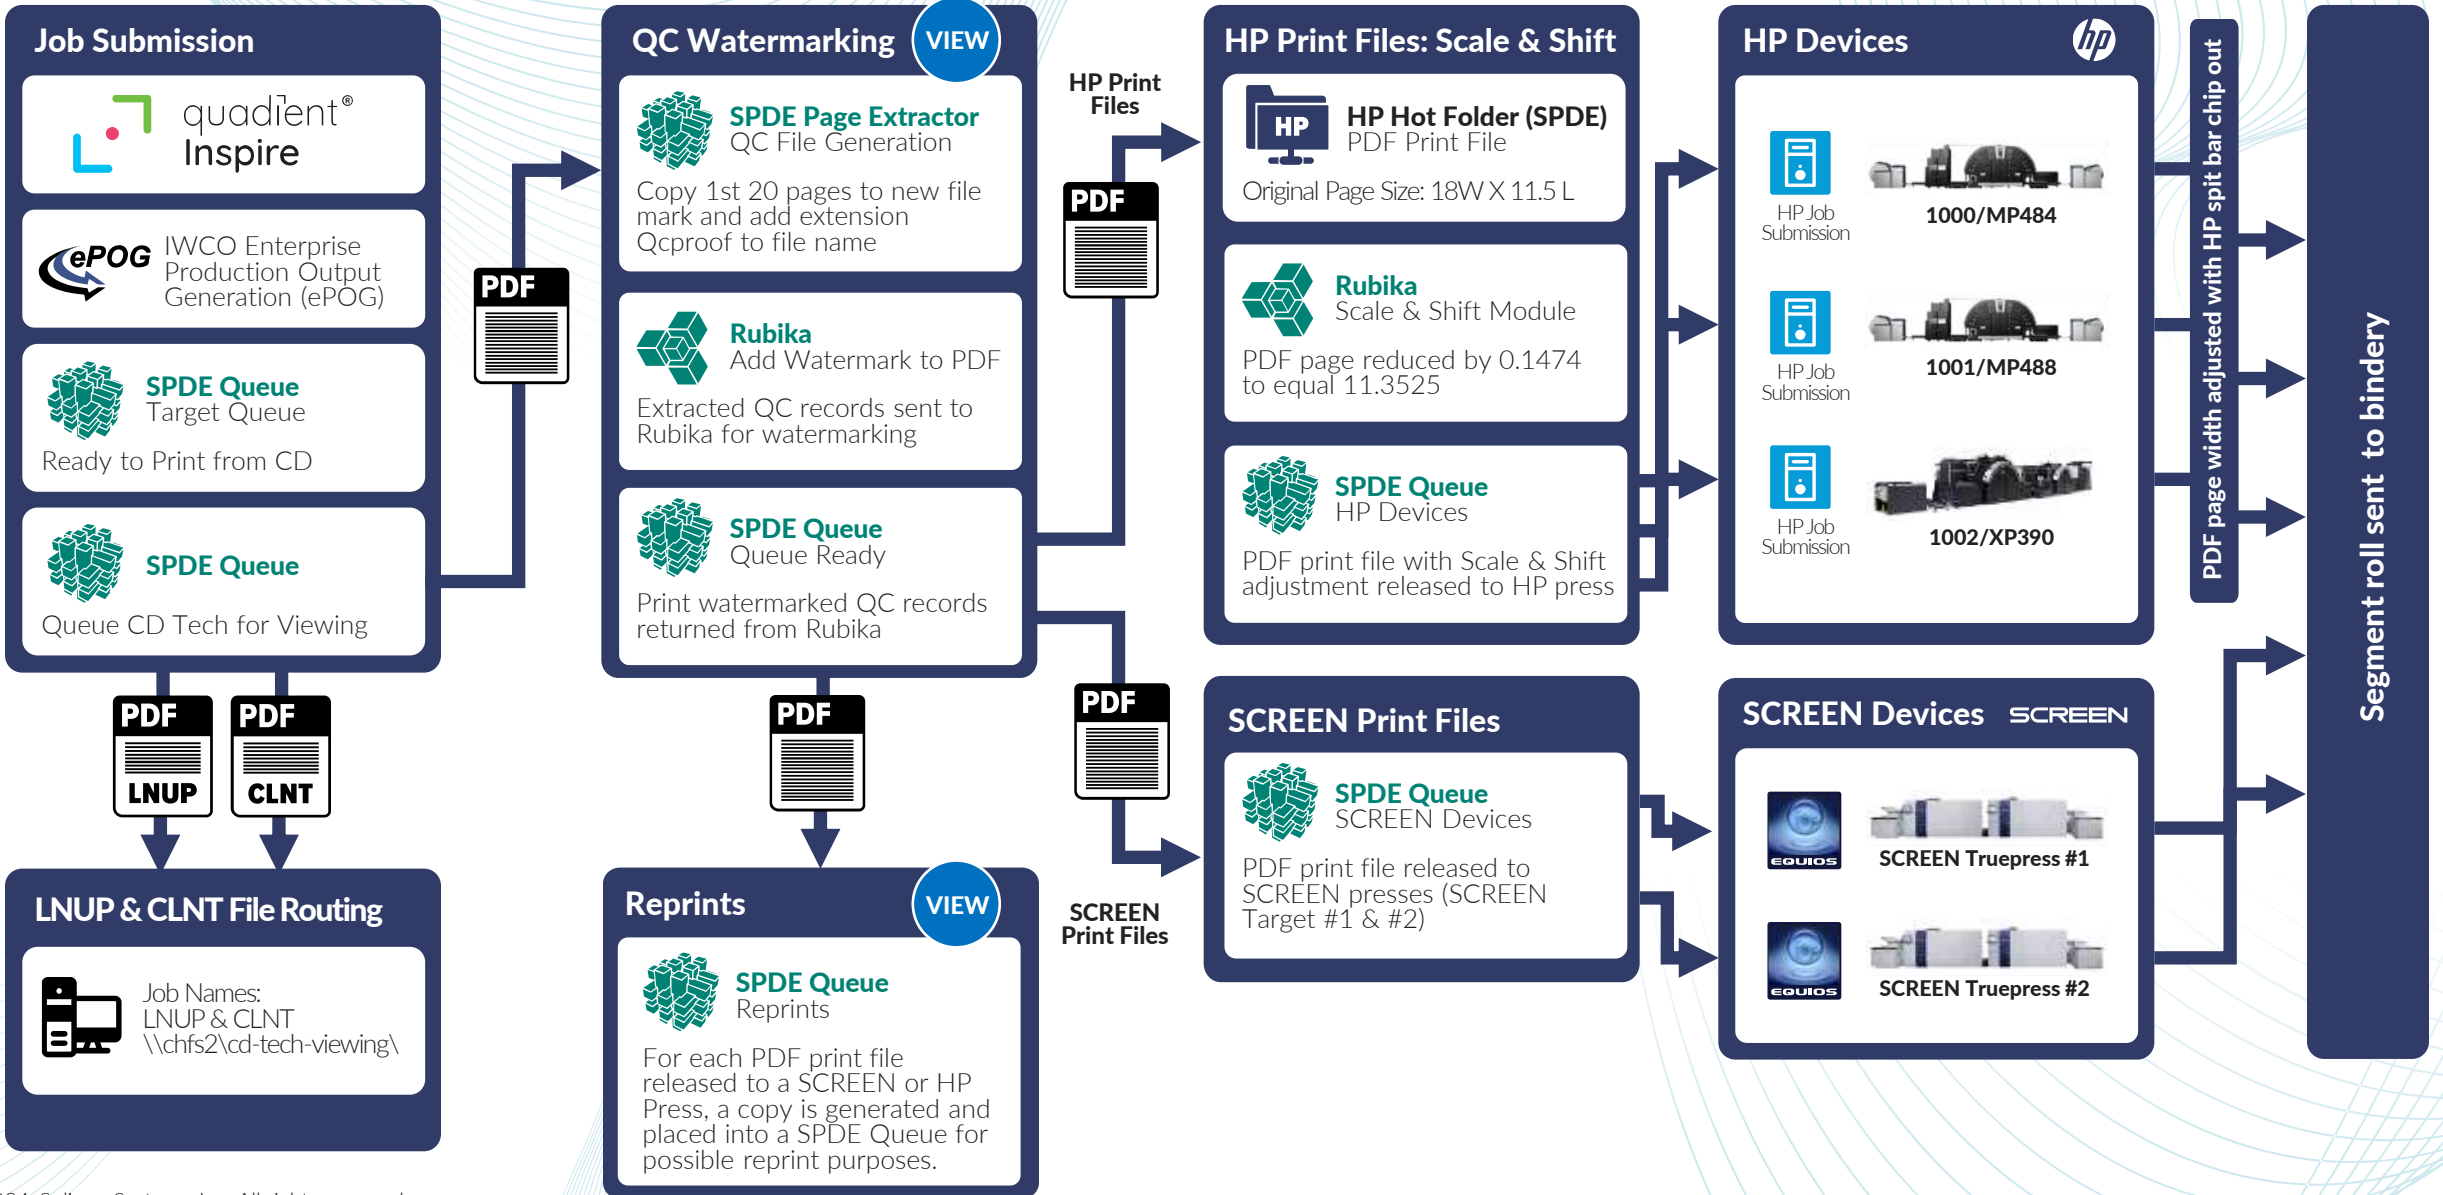 Job Submission
quadient®
Inspire
ePOG
IWCO Enterprise
Production Output
Generation (ePOG)
SPDE Queue
Target Queue
Ready to Print from CD
SPDE Queue
Queue CD Tech for Viewing
PDF
LNUP
PDF
CLNT
LNUP & CLNT File Routing
Job Names:
LNUP & CLNT
\\chfs2\cd-tech-viewing\
PDF
QC Watermarking
VIEW
SPDE Page Extractor
QC File Generation
Copy 1st 20 pages to new file
mark and add extension
Qcproof to file name
Rubika
Add Watermark to PDF
Extracted QC records sent to
Rubika for watermarking
SPDE Queue
Queue Ready
Print watermarked QC records
returned from Rubika
PDF
Reprints
VIEW
SPDE Queue
Reprints
For each PDF print file
released to a SCREEN or HP
Press, a copy is generated and
placed into a SPDE Queue for
possible reprint purposes.
HP Print
Files
PDF
PDF
SCREEN
Print Files
HP Print Files: Scale & Shift
HP
HP Hot Folder (SPDE)
PDF Print File
Original Page Size: 18W X 11.5 L
Rubika
Scale & Shift Module
PDF page reduced by 0.1474
to equal 11.3525
SPDE Queue
HP Devices
PDF print file with Scale & Shift
adjustment released to HP press
SCREEN Print Files
SPDE Queue
SCREEN Devices
PDF print file released to
SCREEN presses (SCREEN
Target #1 & #2)
HP Devices
hp
HP Job
Submission
1000/MP484
HP Job
Submission
1001/MP488
HP Job
Submission
1002/XP390
SCREEN Devices
SCREEN
EQUIOS
SCREEN Truepress #1
EQUIOS
SCREEN Truepress #2
PDF page width adjusted with HP spit bar chip out
Segment roll sent to bindery